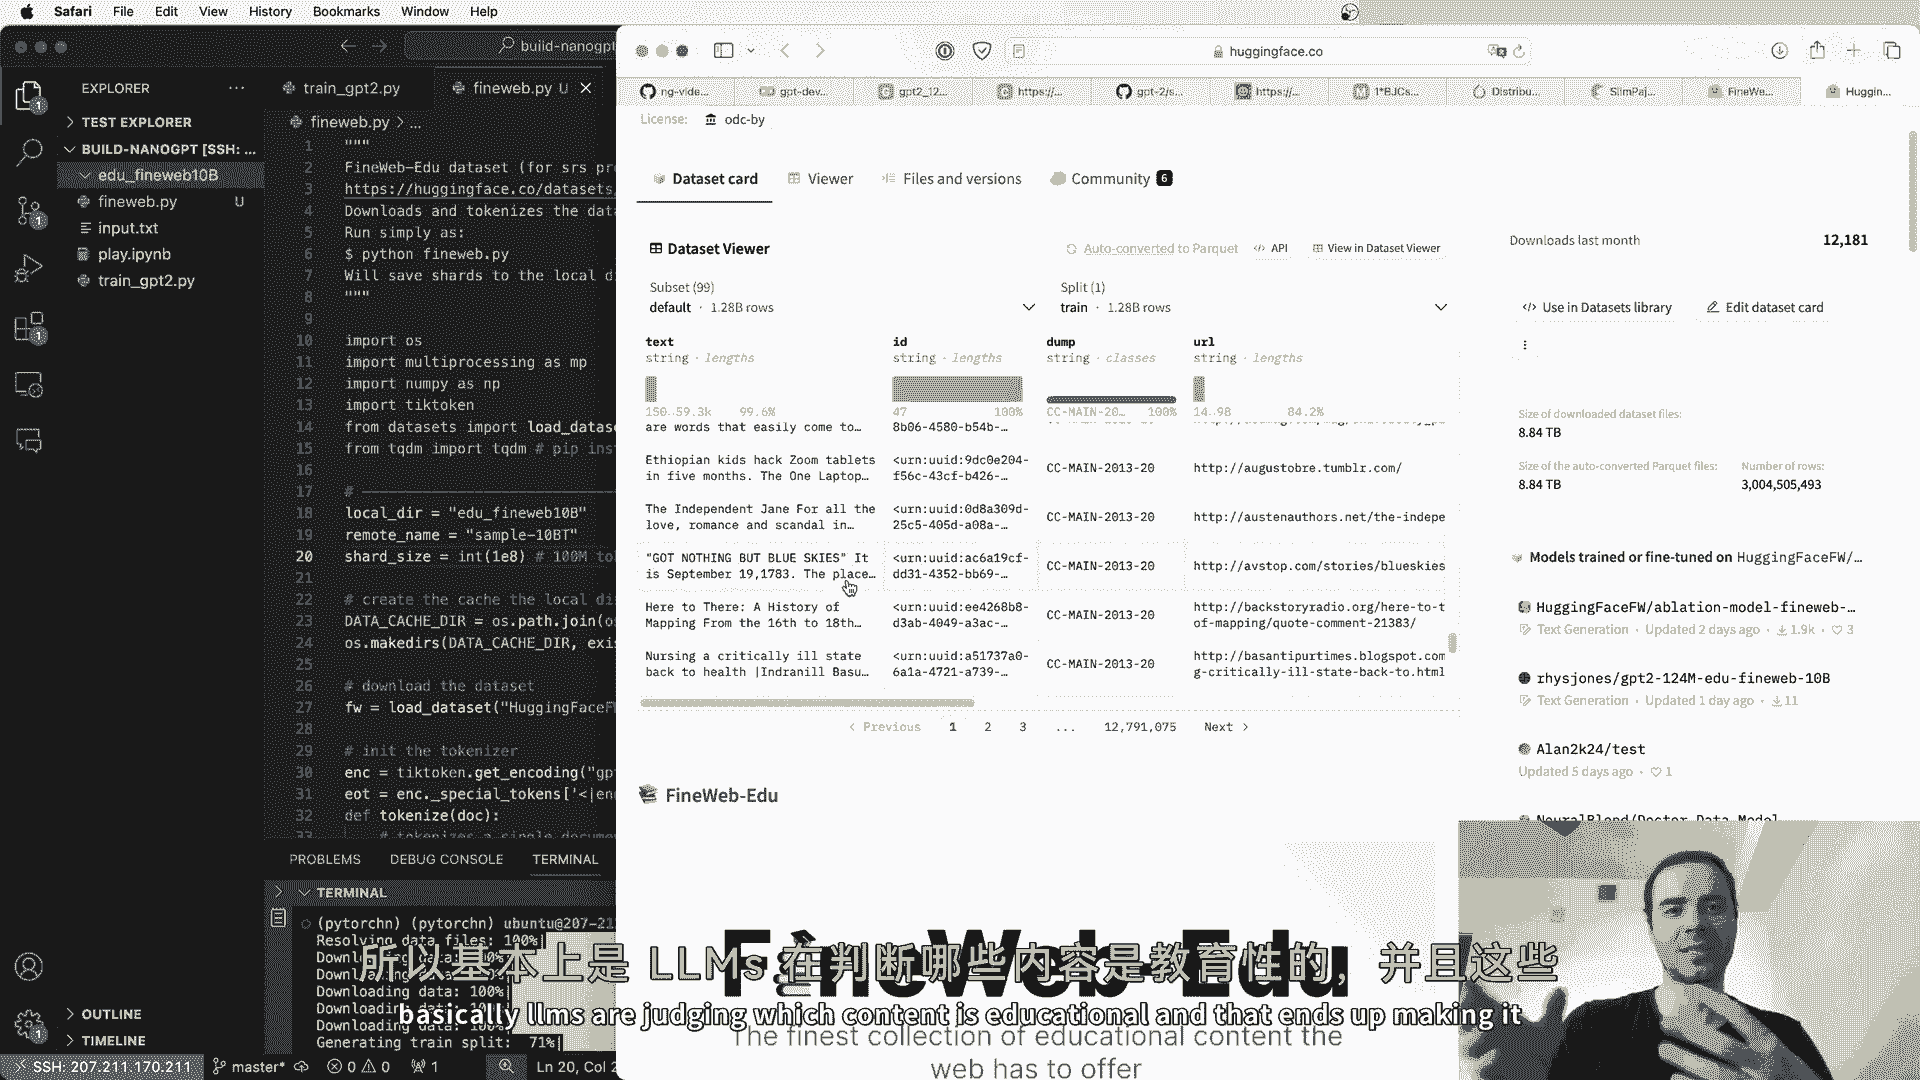 Safari File Edit View History Bookmarks Window Help
build-nanogpt
huggingface.co
EXPLORER
train_gpt2.py
fineweb.py U
ng-vide...
gpt-dev...
gpt2_12...
https://...
gpt-2/s...
https://...
1*BJCs...
Distribu...
SlimPaj...
FineWe...
Huggin...
TEST EXPLORER
BUILD-NANOGPT [SSH: ...
edu_fineweb10B
fineweb.py U
input.txt
play.ipynb
train_gpt2.py
OUTLINE
TIMELINE
fineweb.py > ...
1 """
2 FineWeb-Edu dataset (for srs pr
3 https://huggingface.co/datasets/
4 Downloads and tokenizes the data
5 Run simply as:
6 $ python fineweb.py
7 Will save shards to the local d
8 """
9
10 import os
11 import multiprocessing as mp
12 import numpy as np
13 import tiktoken
14 from datasets import load_datase
15 from tqdm import tqdm # pip inst
16
17 #
18 local_dir = "edu_fineweb10B"
19 remote_name = "sample-10BT"
20 shard_size = int(1e8) # 100M to
21
22 # create the cache the local di
23 DATA_CACHE_DIR = os.path.join(os
24 os.makedirs(DATA_CACHE_DIR, exis
25
26 # download the dataset
27 fw = load_dataset("HuggingFaceF
28
29 # init the tokenizer
30 enc = tiktoken.get_encoding("gp
31 eot = enc._special_tokens['<|en
32 def tokenize(doc):
33 # tokenizes a single docume
PROBLEMS DEBUG CONSOLE TERMINAL
TERMINAL
(pytorchn) (pytorchn) ubuntu@207-21
Resolving data files: 100%|
Downloading data: 100%|
Downloading data: 100%|
Downloading data: 100%|
Downloading data: 100%|
Generating train split: 71%|
SSH: 207.211.170.211 master* 0 0 1 Ln 20, Col 2
License: odc-by
Dataset card Viewer Files and versions Community 6
Dataset Viewer Auto-converted to Parquet API View in Dataset Viewer
Subset (99) Split (1)
default · 1.28B rows train · 1.28B rows
text id dump url
string · lengths string · lengths string · classes string · lengths
150..59.3k 99.6% 47 100% CC-MAIN-20… 100% 14..98 84.2%
are words that easily come to… 8b06-4580-b54b-…
Ethiopian kids hack Zoom tablets <urn:uuid:9dc0e204- CC-MAIN-2013-20 http://augustobre.tumblr.com/
in five months. The One Laptop… f56c-43cf-b426-…
The Independent Jane For all the <urn:uuid:0d8a309d- CC-MAIN-2013-20 http://austenauthors.net/the-indepe
love, romance and scandal in… 25c5-405d-a08a-…
"GOT NOTHING BUT BLUE SKIES" It <urn:uuid:ac6a19cf- CC-MAIN-2013-20 http://avstop.com/stories/blueskies
is September 19,1783. The place… dd31-4352-bb69-…
Here to There: A History of <urn:uuid:ee4268b8- CC-MAIN-2013-20 http://backstoryradio.org/here-to-t
Mapping From the 16th to 18th… d3ab-4049-a3ac-… of-mapping/quote-comment-21383/
Nursing a critically ill state <urn:uuid:a51737a0- CC-MAIN-2013-20 http://basantipurtimes.blogspot.com
back to health |Indranill Basu… 6a1a-4721-a739-… g-critically-ill-state-back-to.html
< Previous 1 2 3 ... 12,791,075 Next >
FineWeb-Edu
FineWeb-Edu
The finest collection of educational content the
web has to offer
Downloads last month 12,181
Use in Datasets library Edit dataset card
Size of downloaded dataset files:
8.84 TB
Size of the auto-converted Parquet files: Number of rows:
8.84 TB 3,004,505,493
Models trained or fine-tuned on HuggingFaceFW/…
HuggingFaceFW/ablation-model-fineweb-…
Text Generation · Updated 2 days ago · 1.9k · 3
rhysjones/gpt2-124M-edu-fineweb-10B
Text Generation · Updated 1 day ago · 11
Alan2k24/test
Updated 5 days ago · 1
NeuralBlend/Doctor_Data_Model
所以基本上是 LLMs 在判断哪些内容是教育性的，并且这些
basically llms are judging which content is educational and that ends up making it